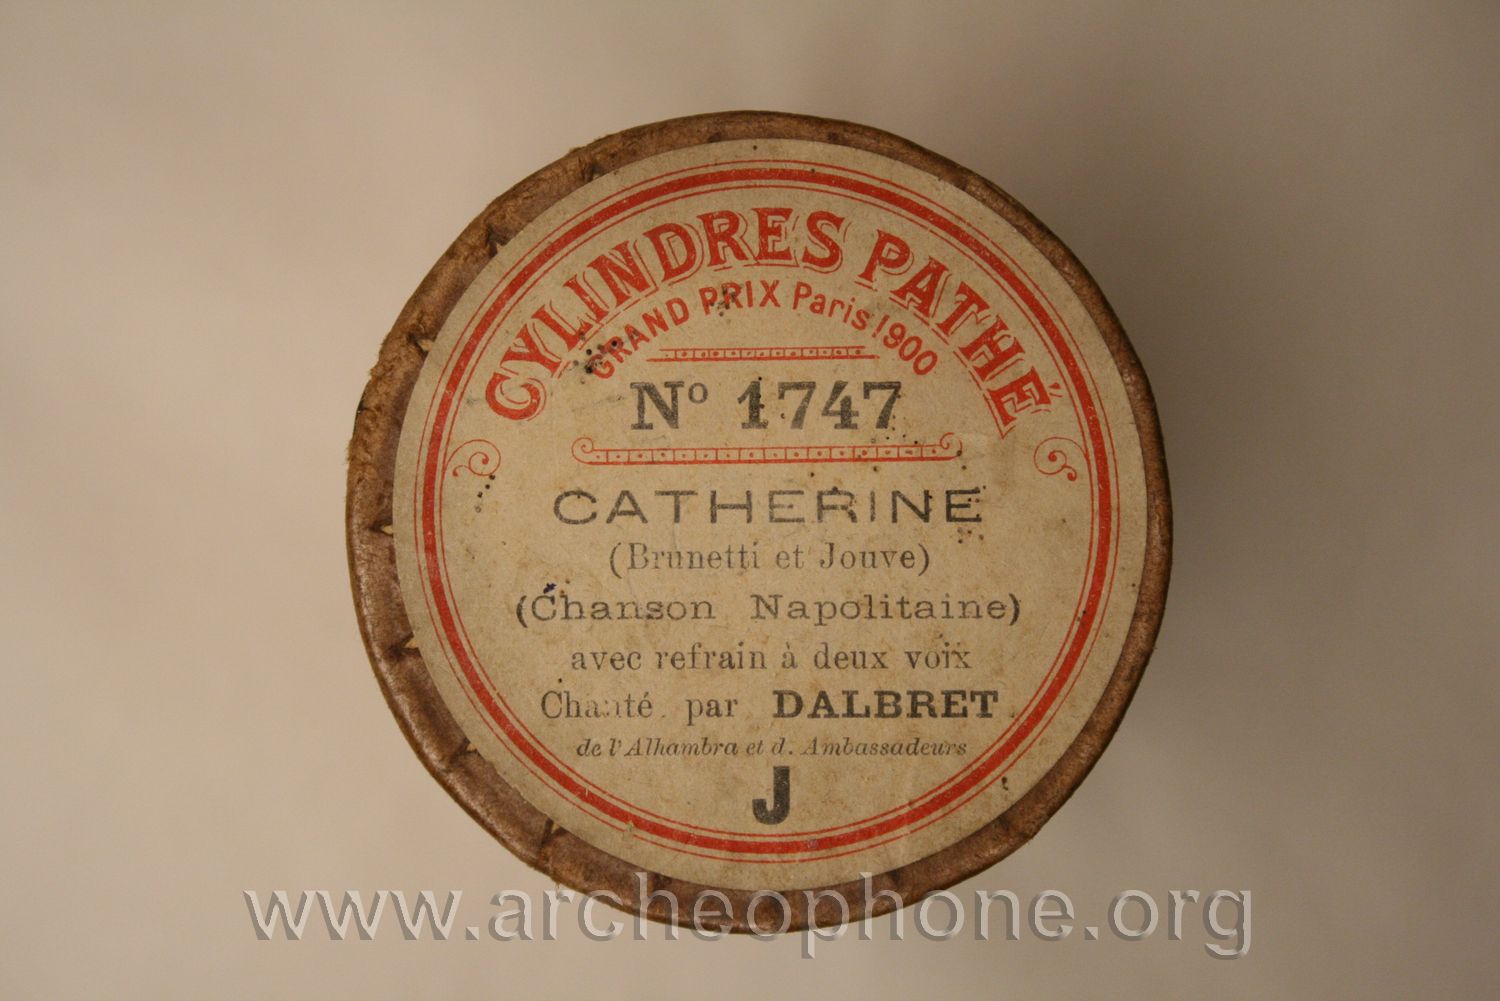 CYLINDRES PATHÉ
GRAND PRIX Paris 1900
Nº 1747
CATHERINE
(Brunetti et Jouve)
(Chanson Napolitaine)
avec refrain à deux voix
Chanté par DALBRET
de l'Alhambra et d. Ambassadeurs
J
www.archeophone.org